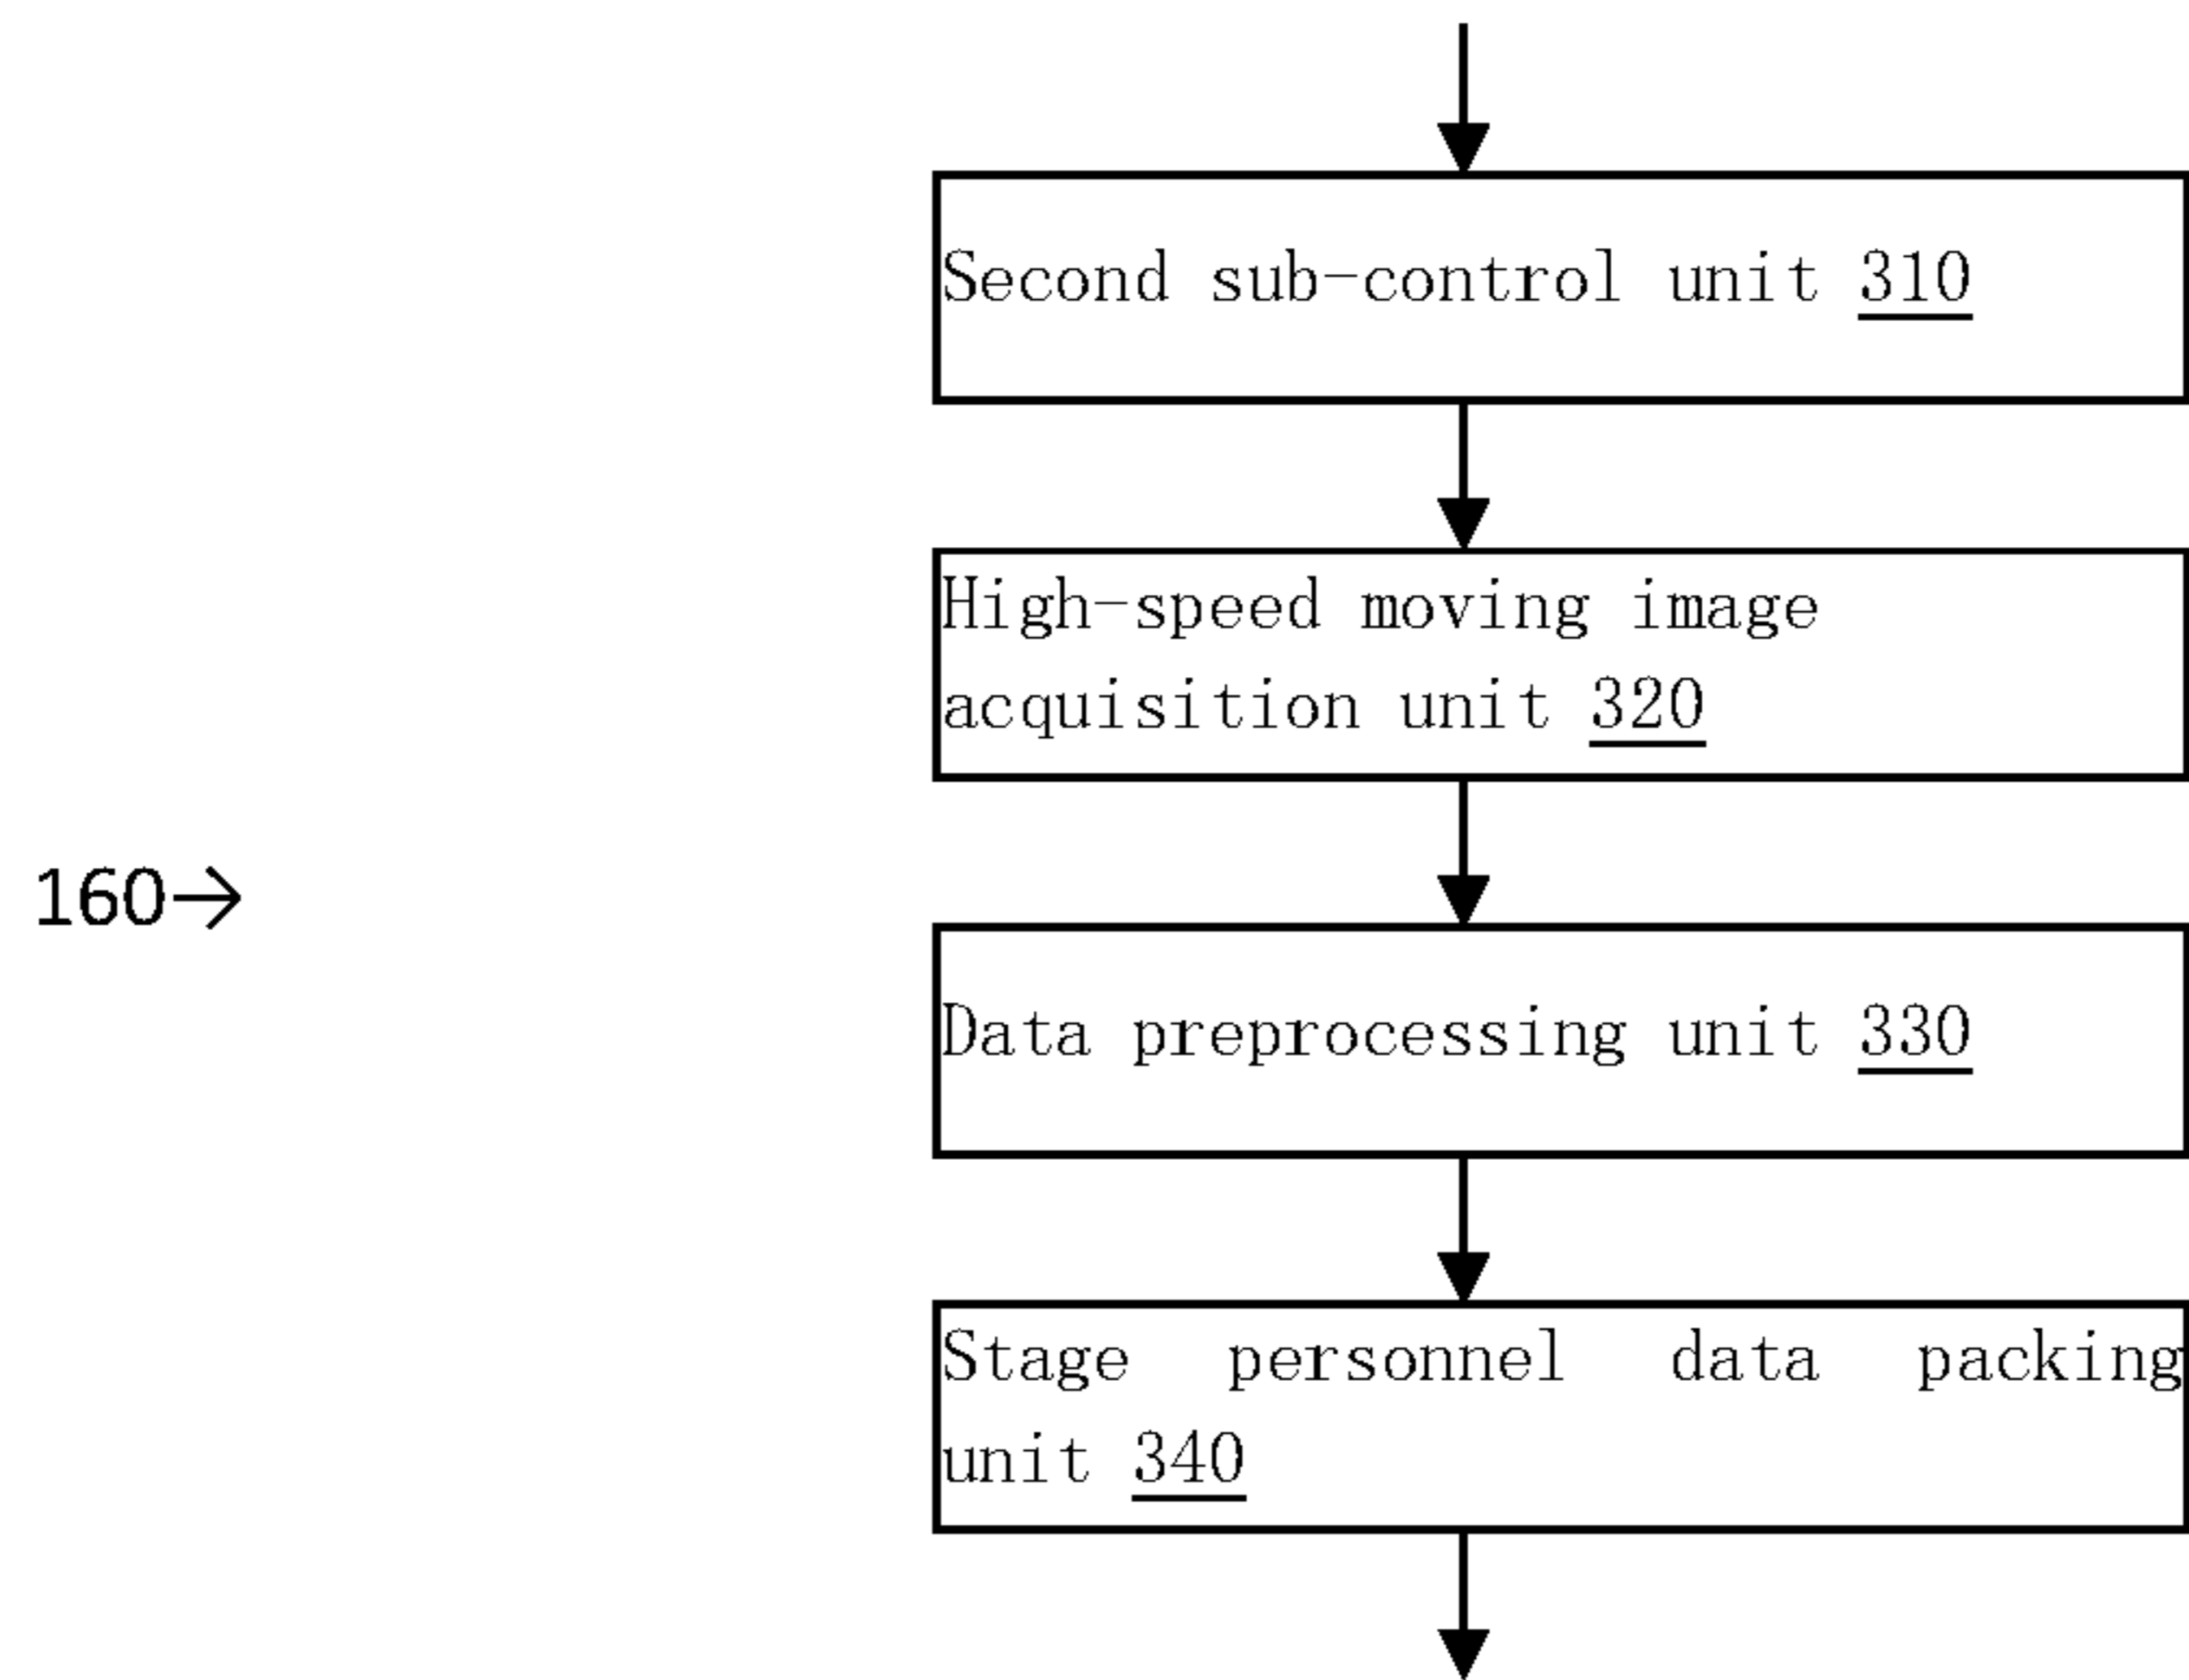 Second sub-control unit 310
High-speed moving image
acquisition unit 320
160→
Data preprocessing unit 330
Stage personnel data packing
unit 340